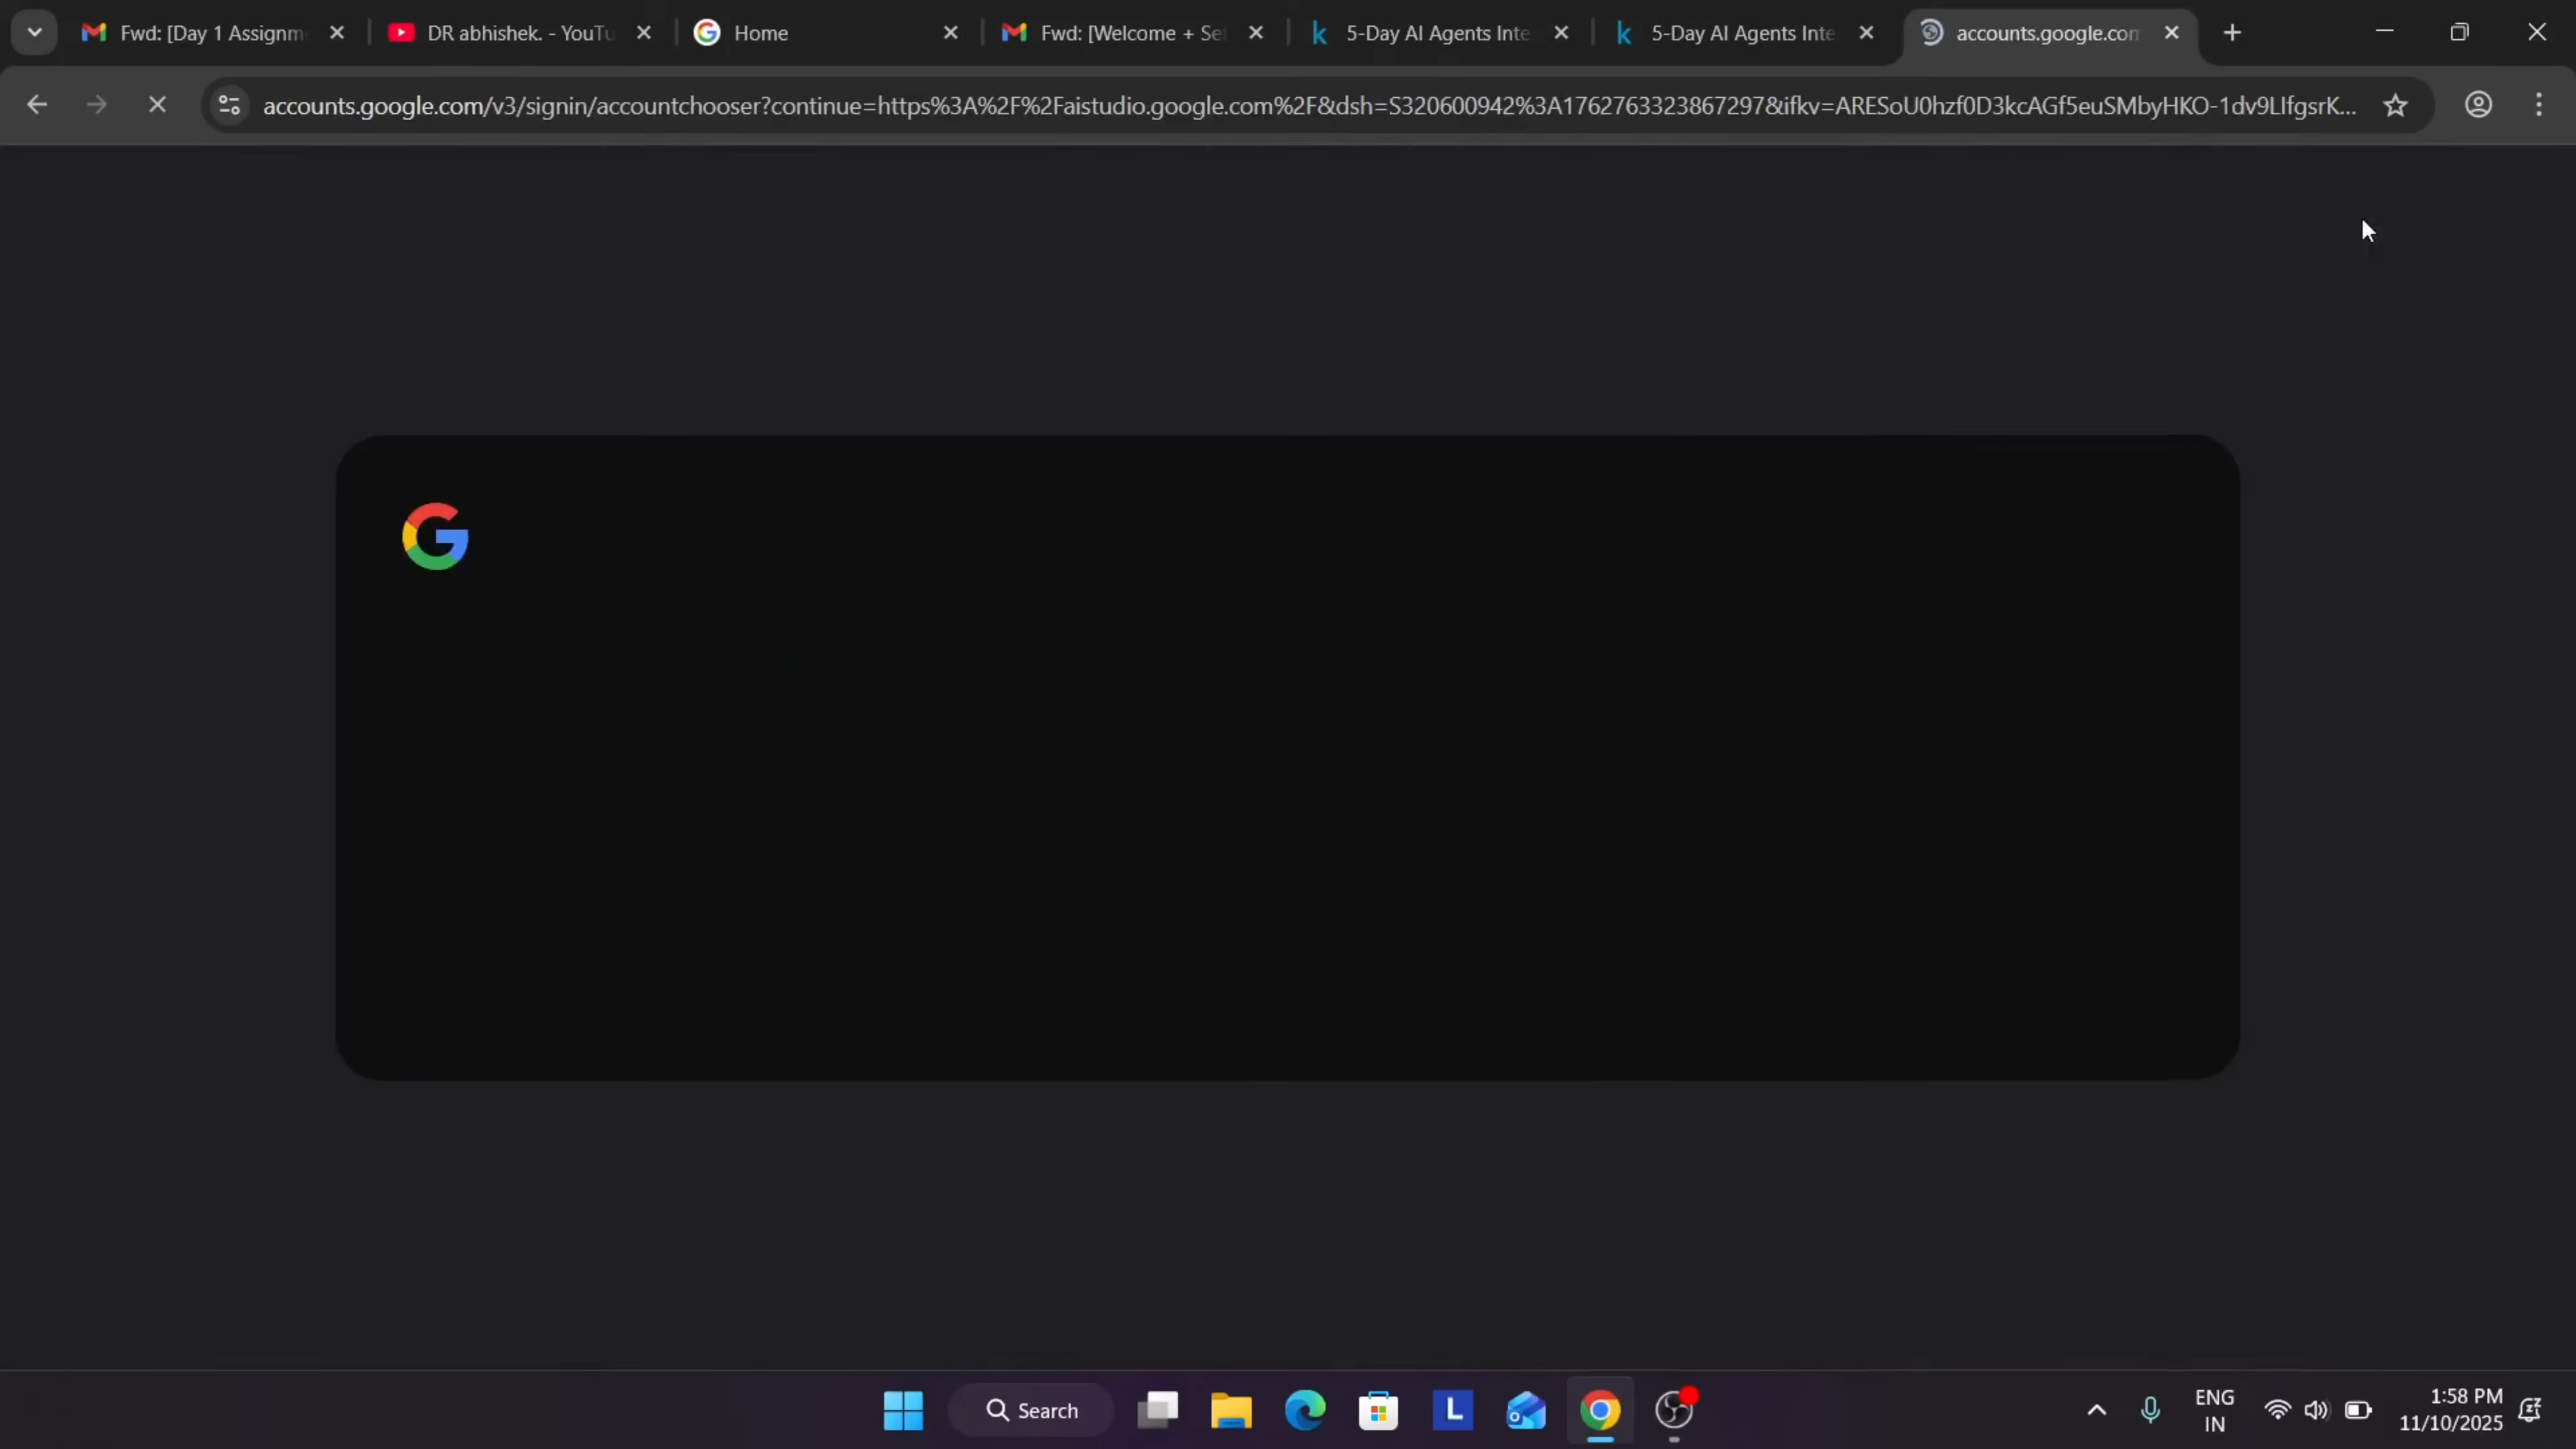 Fwd: [Day 1 Assignm
DR abhishek. - YouTu
Home
Fwd: [Welcome + Set
5-Day AI Agents Inte
5-Day AI Agents Inte
accounts.google.com
accounts.google.com/v3/signin/accountchooser?continue=https%3A%2F%2Faistudio.google.com%2F&dsh=S320600942%3A1762763323867297&ifkv=ARESoU0hzf0D3kcAGf5euSMbyHKO-1dv9LIfgsrK...
Search
ENG
IN
1:58 PM
11/10/2025